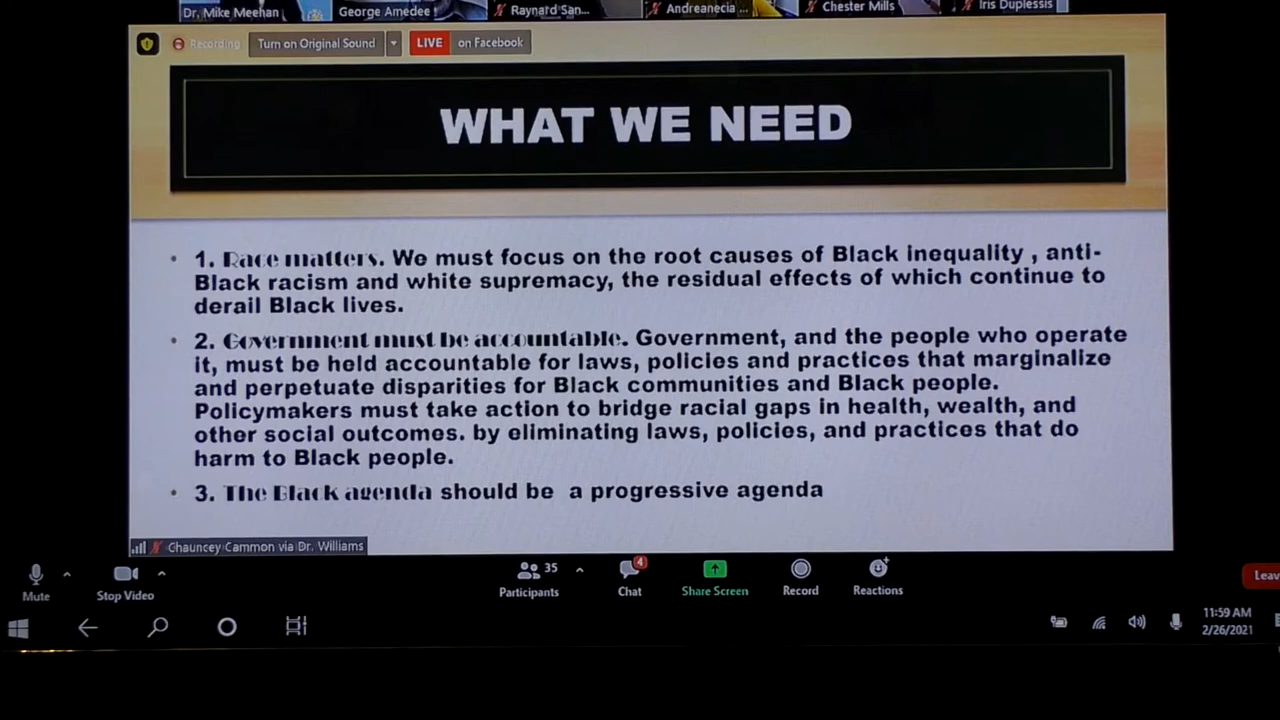 Dr. Mike Meehan
George Amedee
Raynard San...
Andreanecia ...
Chester Mills
Iris Duplessis
Recording
Turn on Original Sound
LIVE on Facebook
WHAT WE NEED
• 1. Race matters. We must focus on the root causes of Black inequality , anti-
Black racism and white supremacy, the residual effects of which continue to
derail Black lives.
• 2. Government must be accountable. Government, and the people who operate
it, must be held accountable for laws, policies and practices that marginalize
and perpetuate disparities for Black communities and Black people.
Policymakers must take action to bridge racial gaps in health, wealth, and
other social outcomes. by eliminating laws, policies, and practices that do
harm to Black people.
• 3. The Black agenda should be a progressive agenda
Chauncey Cammon via Dr. Williams
Mute
Stop Video
35
Participants
4
Chat
Share Screen
Record
Reactions
Leav
11:59 AM
2/26/2021